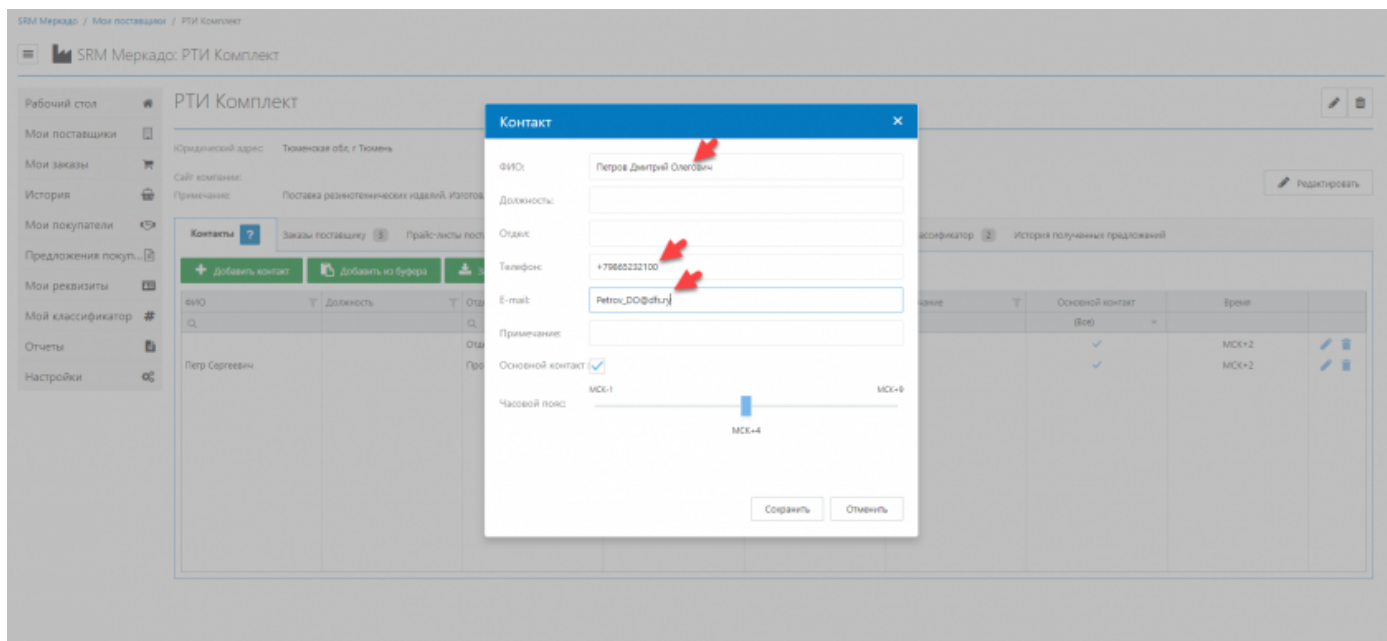 SRM Меркадо / Мои поставщики / РТИ Комплект
SRM Меркадо: РТИ Комплект
Рабочий стол
Мои поставщики
Мои заказы
История
Мои покупатели
Предложения покуп...
Мои реквизиты
Мой классификатор
Отчеты
Настройки
РТИ Комплект
Юридический адрес: Тюменская обл, г Тюмень
Сайт компании:
Примечание: Поставка резинотехнических изделий. Изготов
Редактировать
Контакты ? Заказы поставщику 3 Прайс-листы пост ассификатор 2 История полученных предложений
Добавить контакт Добавить из буфера
ФИО Должность Отд Основной контакт Время
(Все)
МСК+2
Петр Сергеевич МСК+2
Контакт
ФИО: Петров Дмитрий Олегович
Должность:
Отдел:
Телефон: +79865232100
E-mail: Petrov_DO@dfs.ry
Примечание:
Основной контакт:
МСК-1 МСК+9
Часовой пояс:
МСК+4
Сохранить Отменить